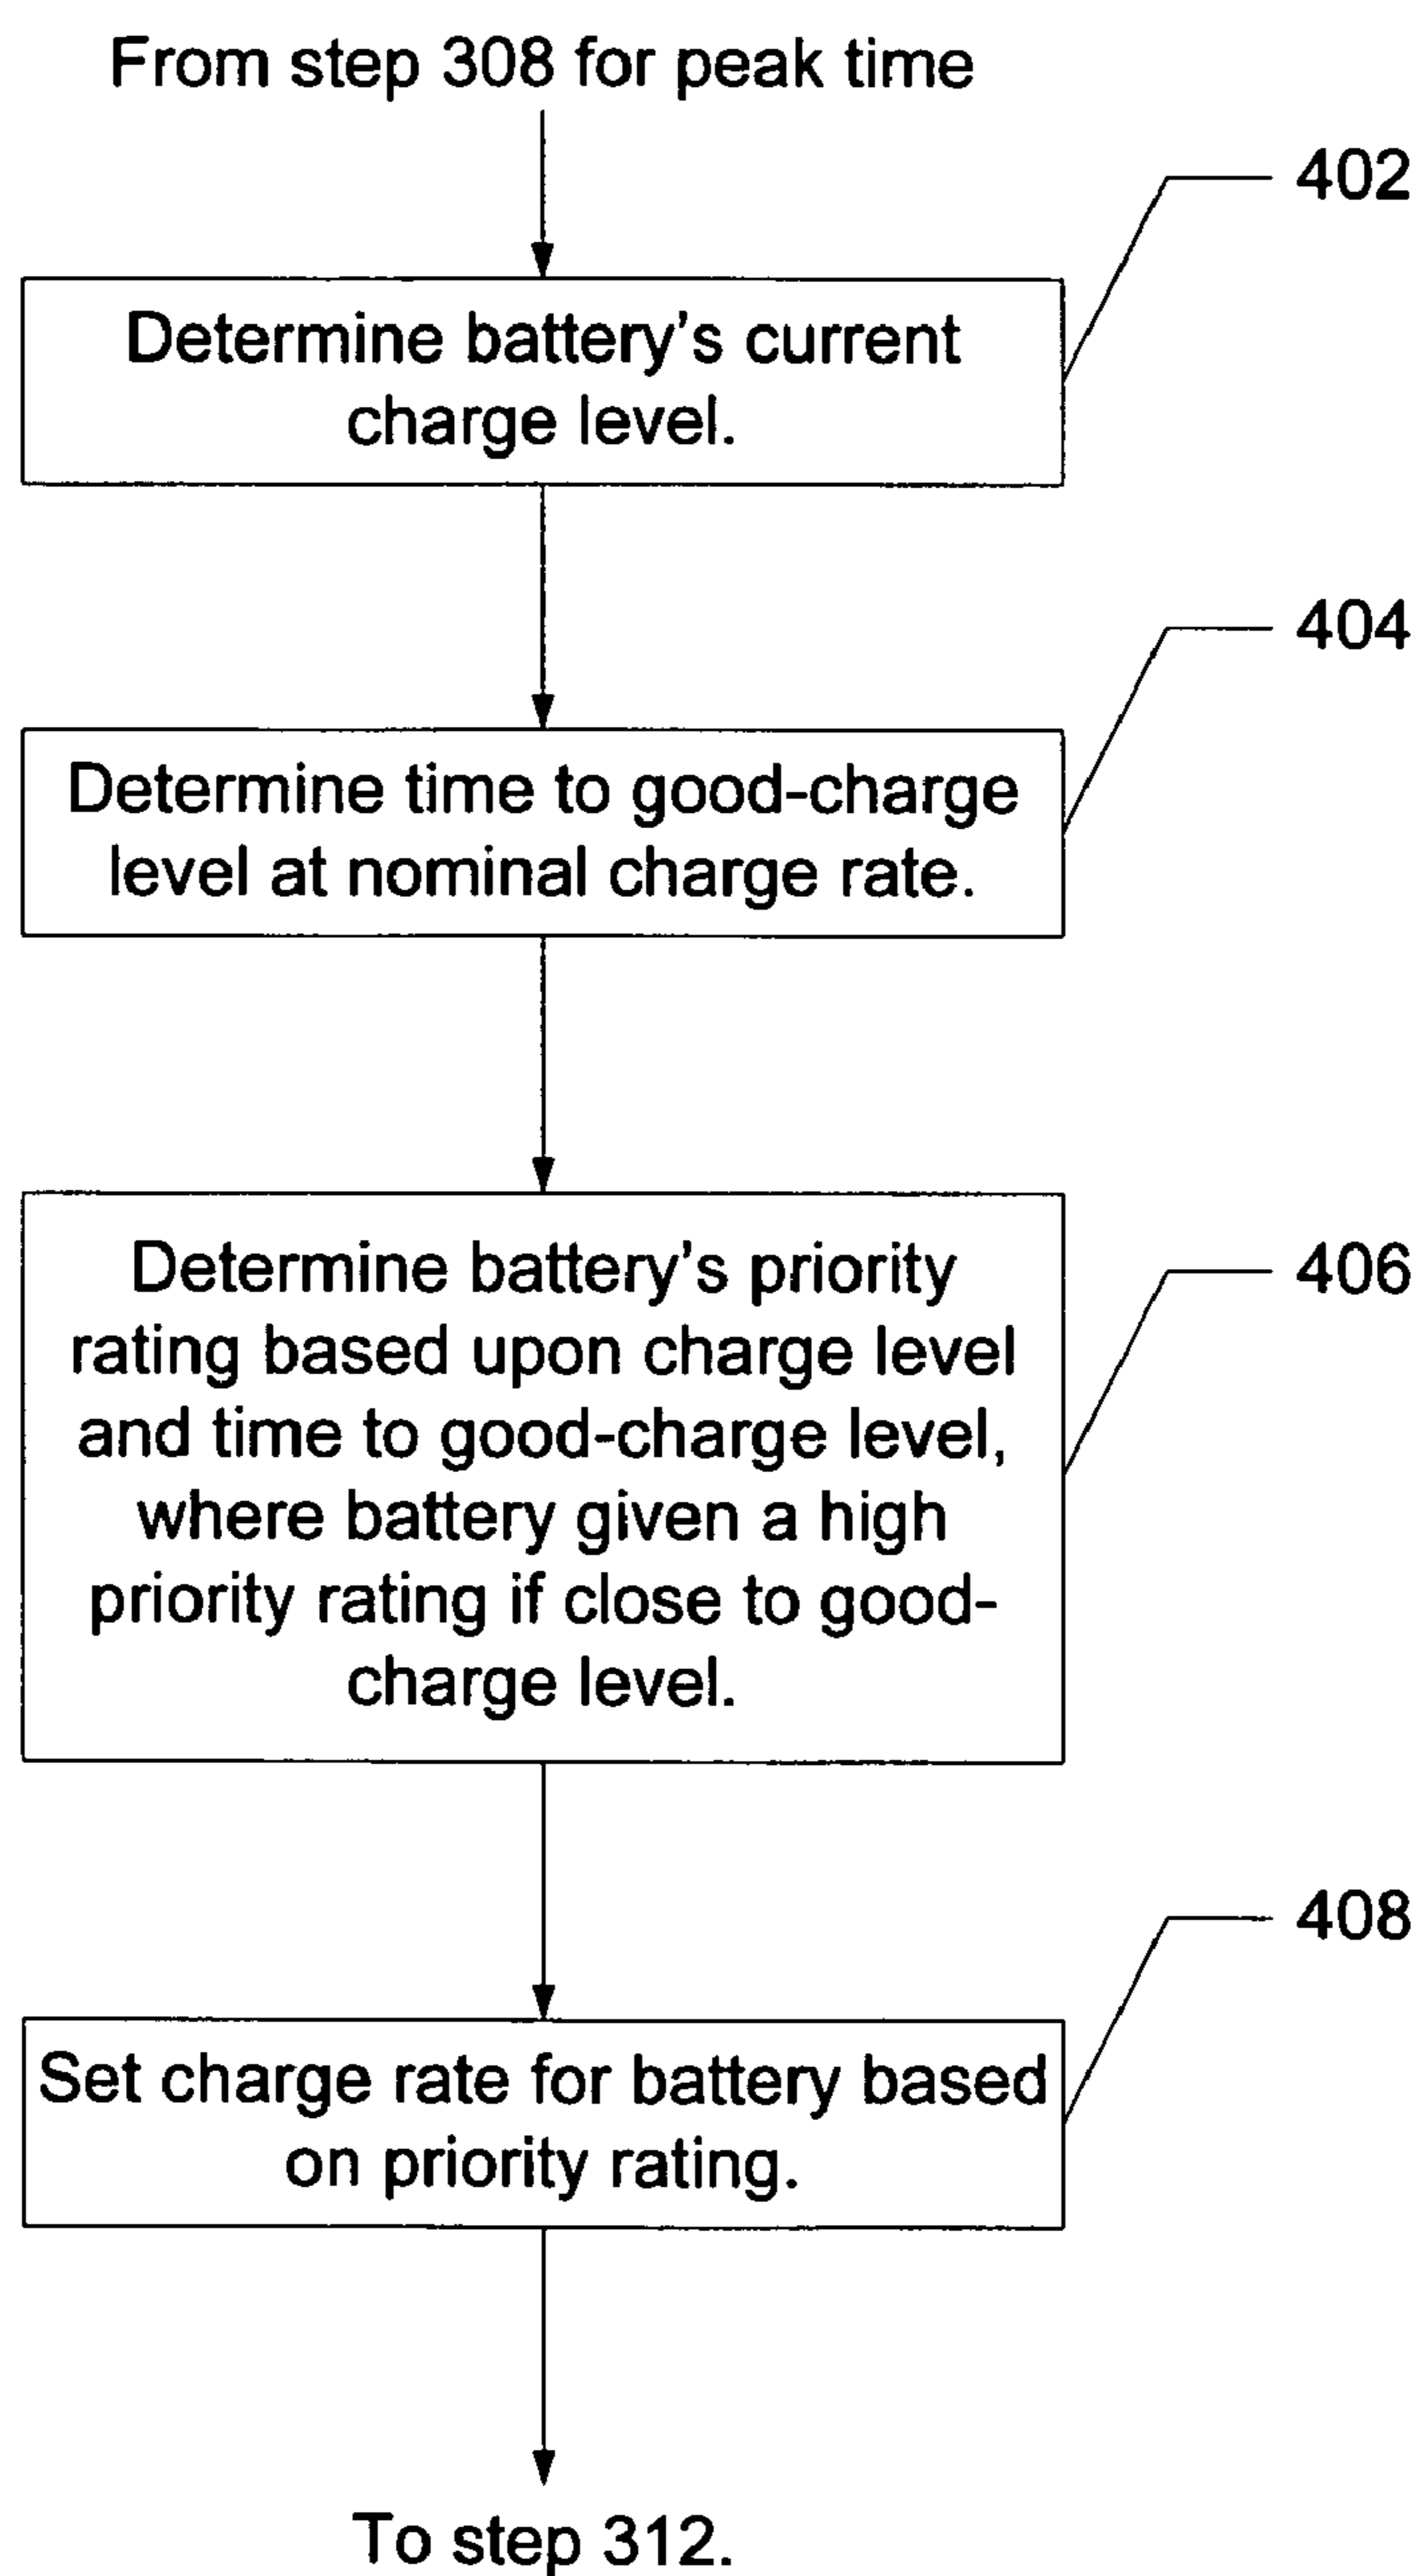 From step 308 for peak time
402
Determine battery's current
charge level.
404
Determine time to good-charge
level at nominal charge rate.
406
Determine battery's priority
rating based upon charge level
and time to good-charge level,
where battery given a high
priority rating if close to good-
charge level.
408
Set charge rate for battery based
on priority rating.
To step 312.